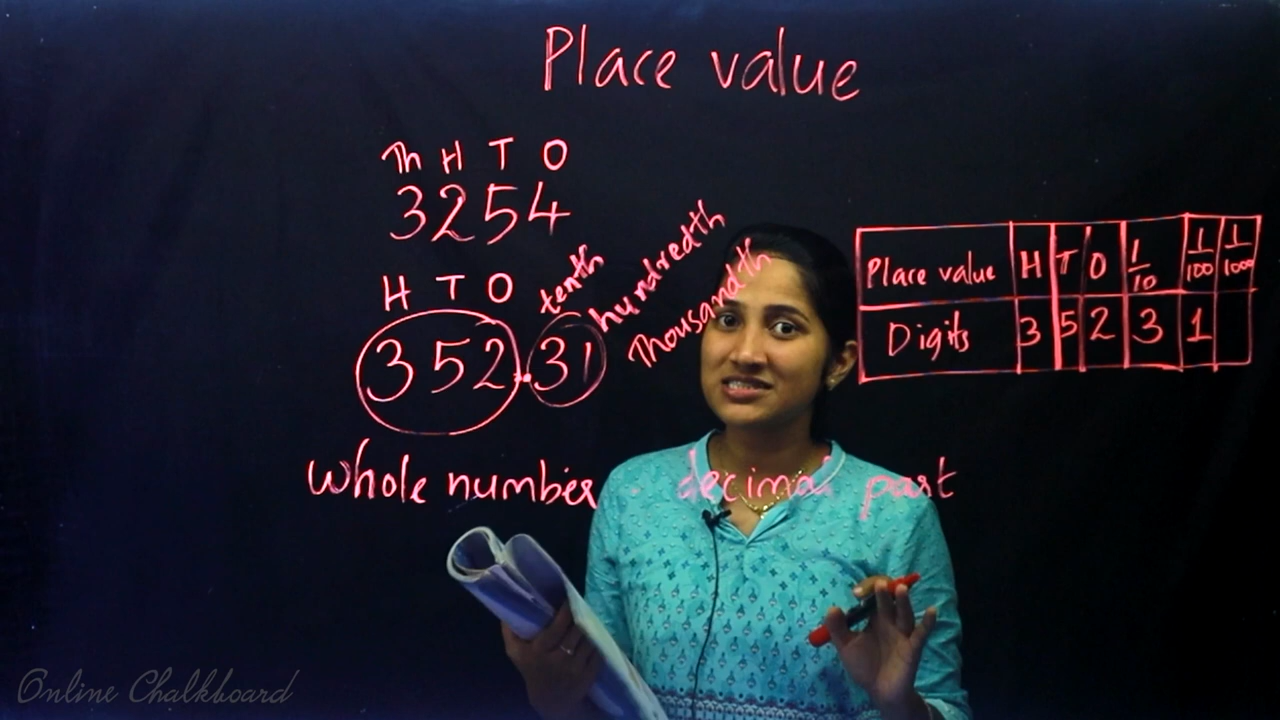 Place value
Th H T O
3254
H T O tenth hundredth Thousandth
352.31
whole number . decimal part
Place value H T O 1/10 1/100 1/1000
Digits 3 5 2 3 1
Online Chalkboard